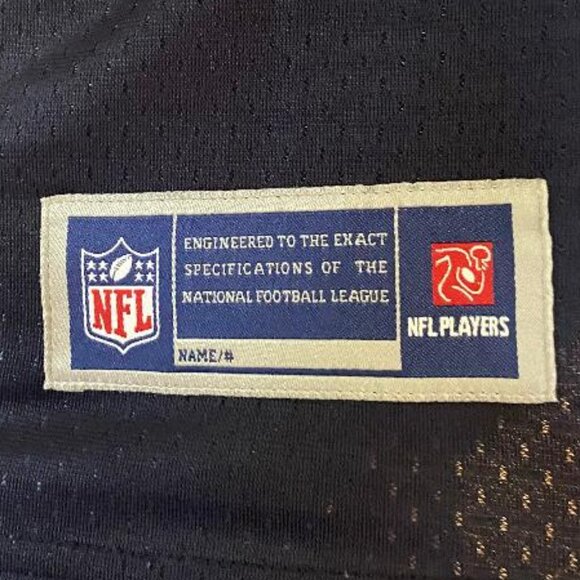 NFL
ENGINEERED TO THE EXACT
SPECIFICATIONS OF THE
NATIONAL FOOTBALL LEAGUE
NAME/#
NFL PLAYERS